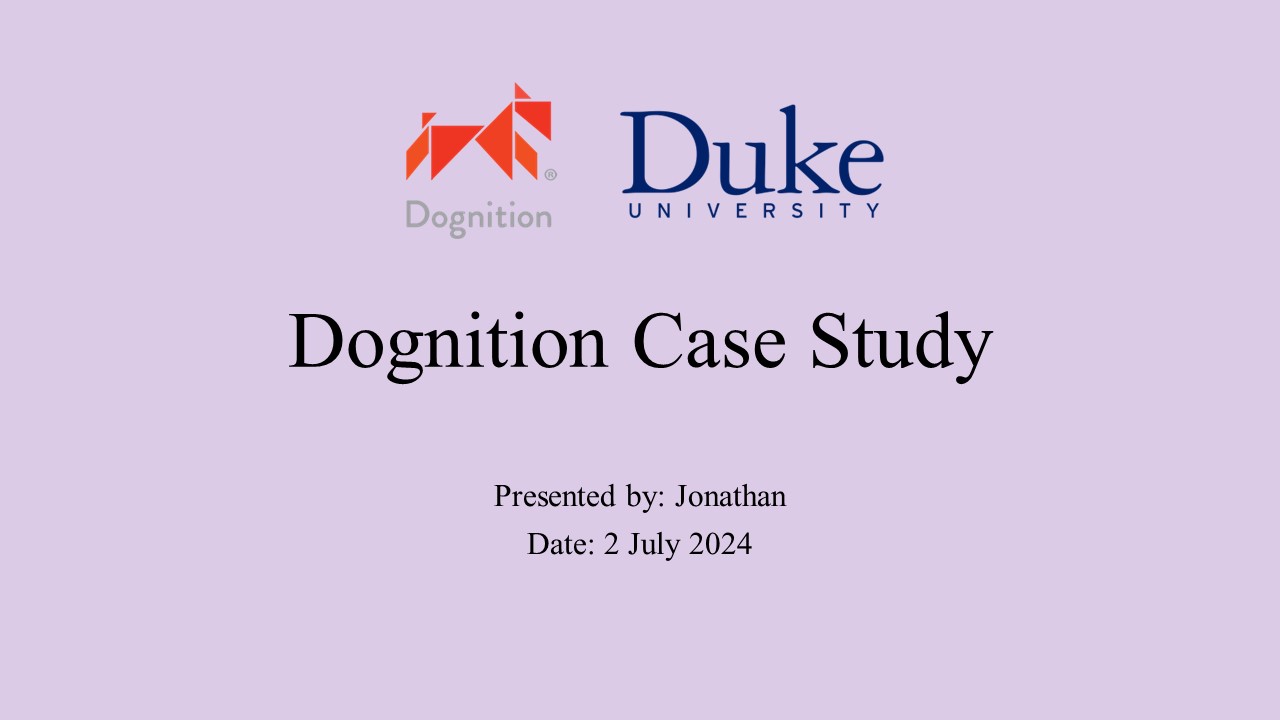 Dognition®
Duke
UNIVERSITY
Dognition Case Study
Presented by: Jonathan
Date: 2 July 2024